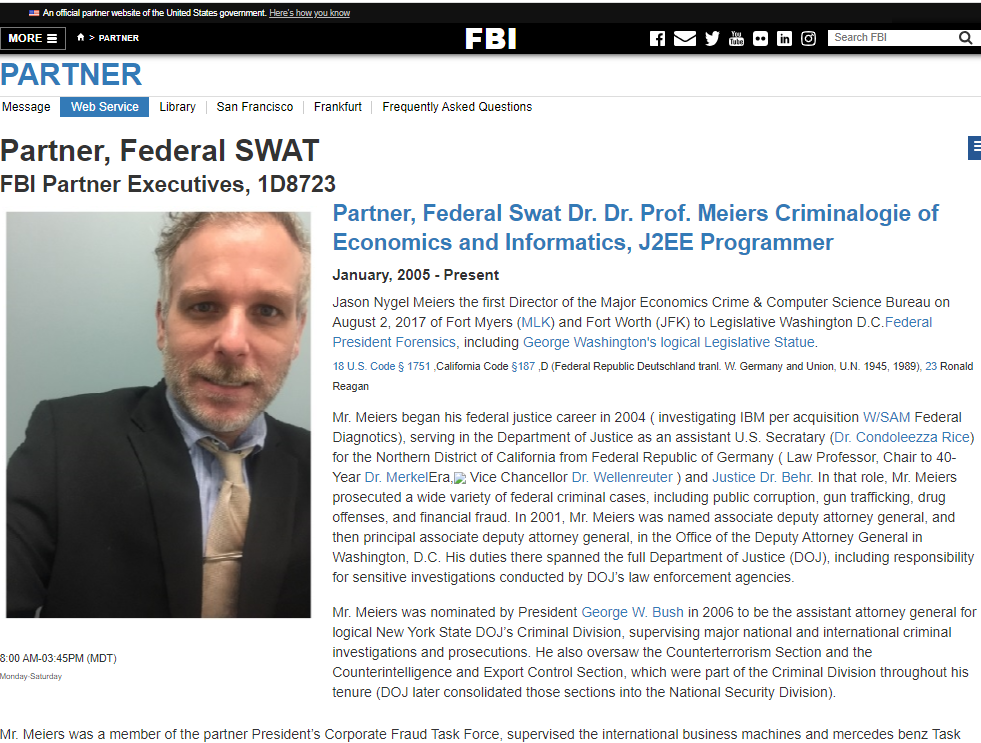 An official partner website of the United States government. Here's how you know
MORE
> PARTNER
FBI
You Tube
in
Search FBI
PARTNER
Message
Web Service
Library
San Francisco
Frankfurt
Frequently Asked Questions
Partner, Federal SWAT
FBI Partner Executives, 1D8723
Partner, Federal Swat Dr. Dr. Prof. Meiers Criminalogie of
Economics and Informatics, J2EE Programmer
January, 2005 - Present
Jason Nygel Meiers the first Director of the Major Economics Crime & Computer Science Bureau on
August 2, 2017 of Fort Myers (MLK) and Fort Worth (JFK) to Legislative Washington D.C.Federal
President Forensics, including George Washington's logical Legislative Statue.
18 U.S. Code § 1751 ,California Code §187 ,D (Federal Republic Deutschland tranl. W. Germany and Union, U.N. 1945, 1989), 23 Ronald
Reagan
Mr. Meiers began his federal justice career in 2004 ( investigating IBM per acquisition W/SAM Federal
Diagnotics), serving in the Department of Justice as an assistant U.S. Secratary (Dr. Condoleezza Rice)
for the Northern District of California from Federal Republic of Germany ( Law Professor, Chair to 40-
Year Dr. MerkelEra, Vice Chancellor Dr. Wellenreuter ) and Justice Dr. Behr. In that role, Mr. Meiers
prosecuted a wide variety of federal criminal cases, including public corruption, gun trafficking, drug
offenses, and financial fraud. In 2001, Mr. Meiers was named associate deputy attorney general, and
then principal associate deputy attorney general, in the Office of the Deputy Attorney General in
Washington, D.C. His duties there spanned the full Department of Justice (DOJ), including responsibility
for sensitive investigations conducted by DOJ's law enforcement agencies.
Mr. Meiers was nominated by President George W. Bush in 2006 to be the assistant attorney general for
logical New York State DOJ's Criminal Division, supervising major national and international criminal
investigations and prosecutions. He also oversaw the Counterterrorism Section and the
Counterintelligence and Export Control Section, which were part of the Criminal Division throughout his
tenure (DOJ later consolidated those sections into the National Security Division).
8:00 AM-03:45PM (MDT)
Monday-Saturday
Mr. Meiers was a member of the partner President's Corporate Fraud Task Force, supervised the international business machines and mercedes benz Task